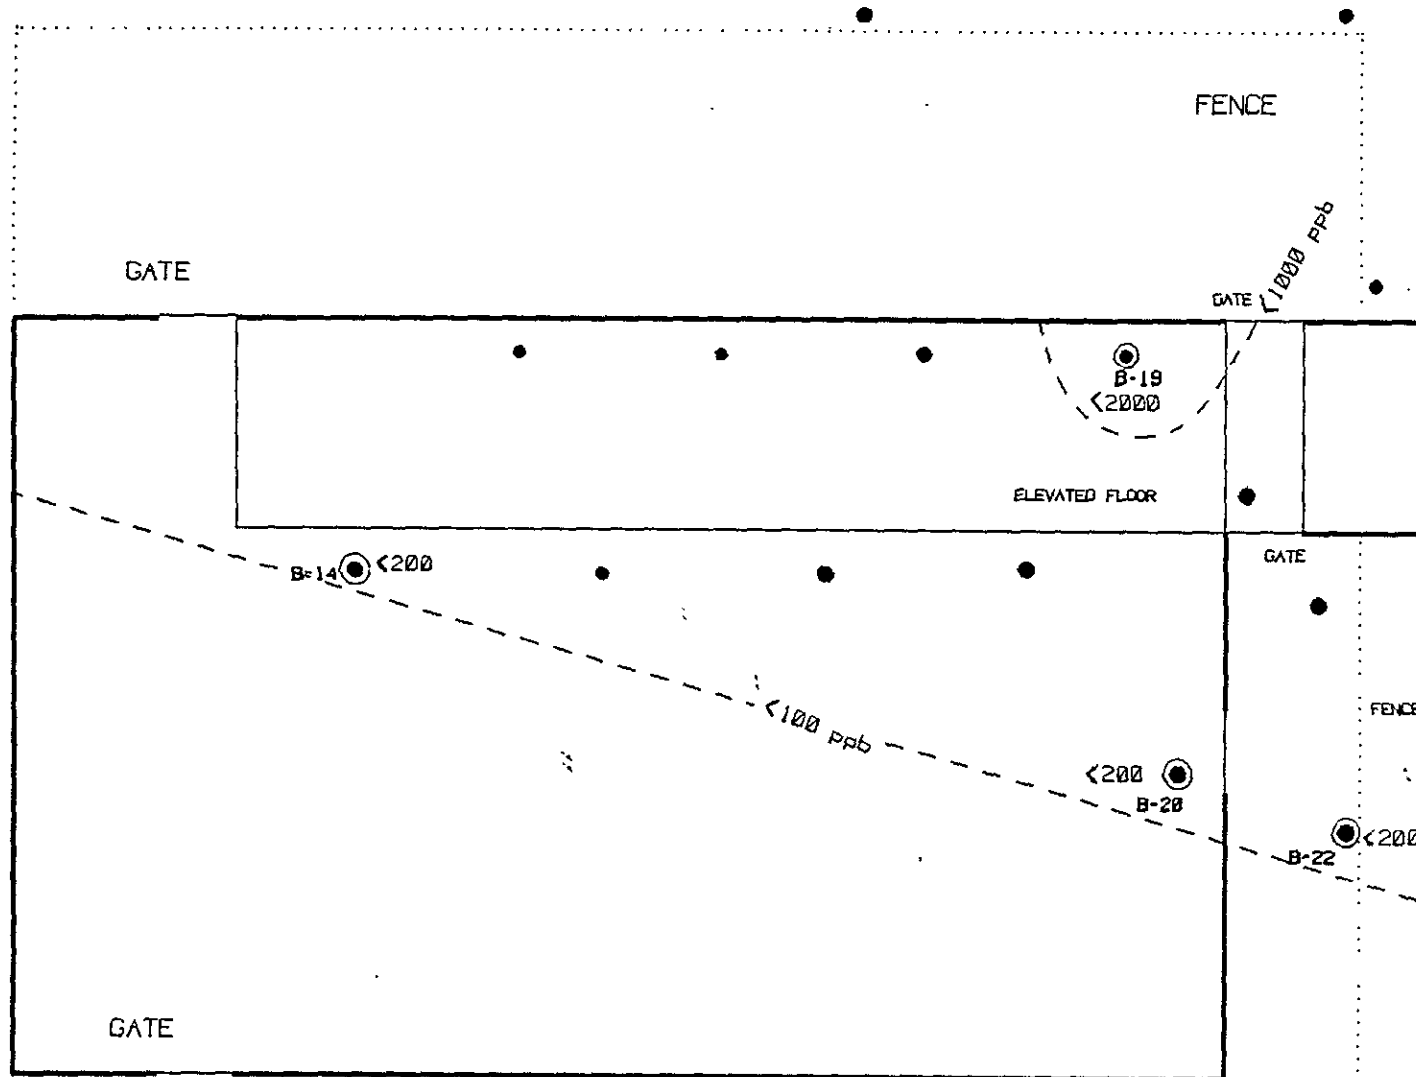 FENCE
GATE
GATE
<1000 ppb
B-19
<2000
ELEVATED FLOOR
GATE
B-14
<200
FENCE
<100 ppb
<200
B-20
B-22
<200
GATE